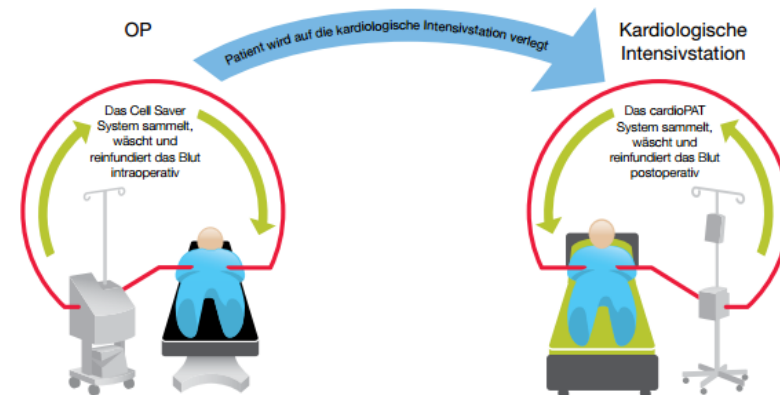 OP
Patient wird auf die kardiologische Intensivstation verlegt
Kardiologische
Intensivstation
Das Cell Saver
System sammelt,
wäscht und
reinfundiert das Blut
intraoperativ
Das cardioPAT
System sammelt,
wäscht und
reinfundiert das Blut
postoperativ